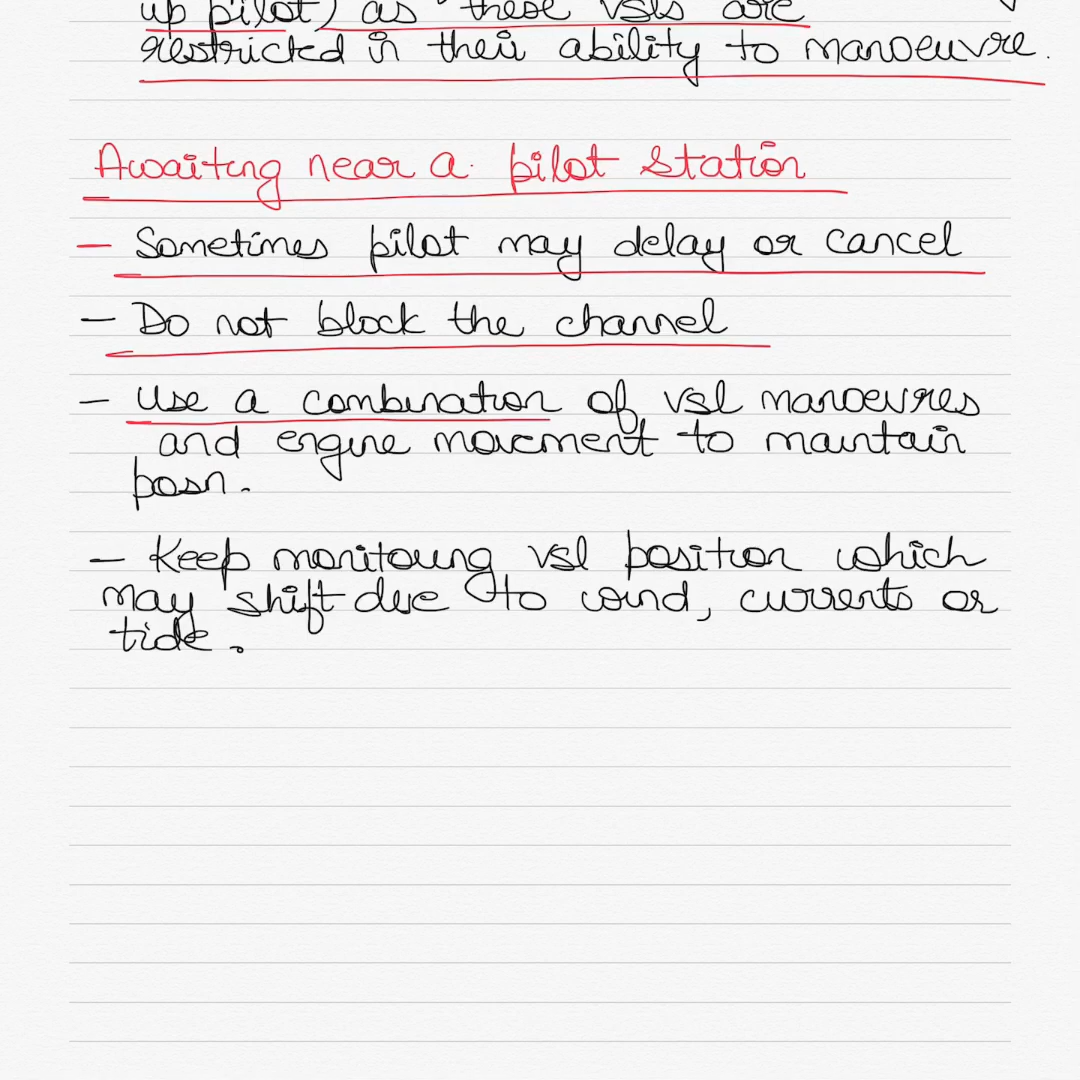 up pilot) as these vsls are
restricted in their ability to manoeuvre.
Awaiting near a pilot station
- Sometimes pilot may delay or cancel
- Do not block the channel
- Use a combination of vsl manoevres
and engine movement to maintain
posn.
- Keep monitoring vsl position which
may shift due to wind, currents or
tide.